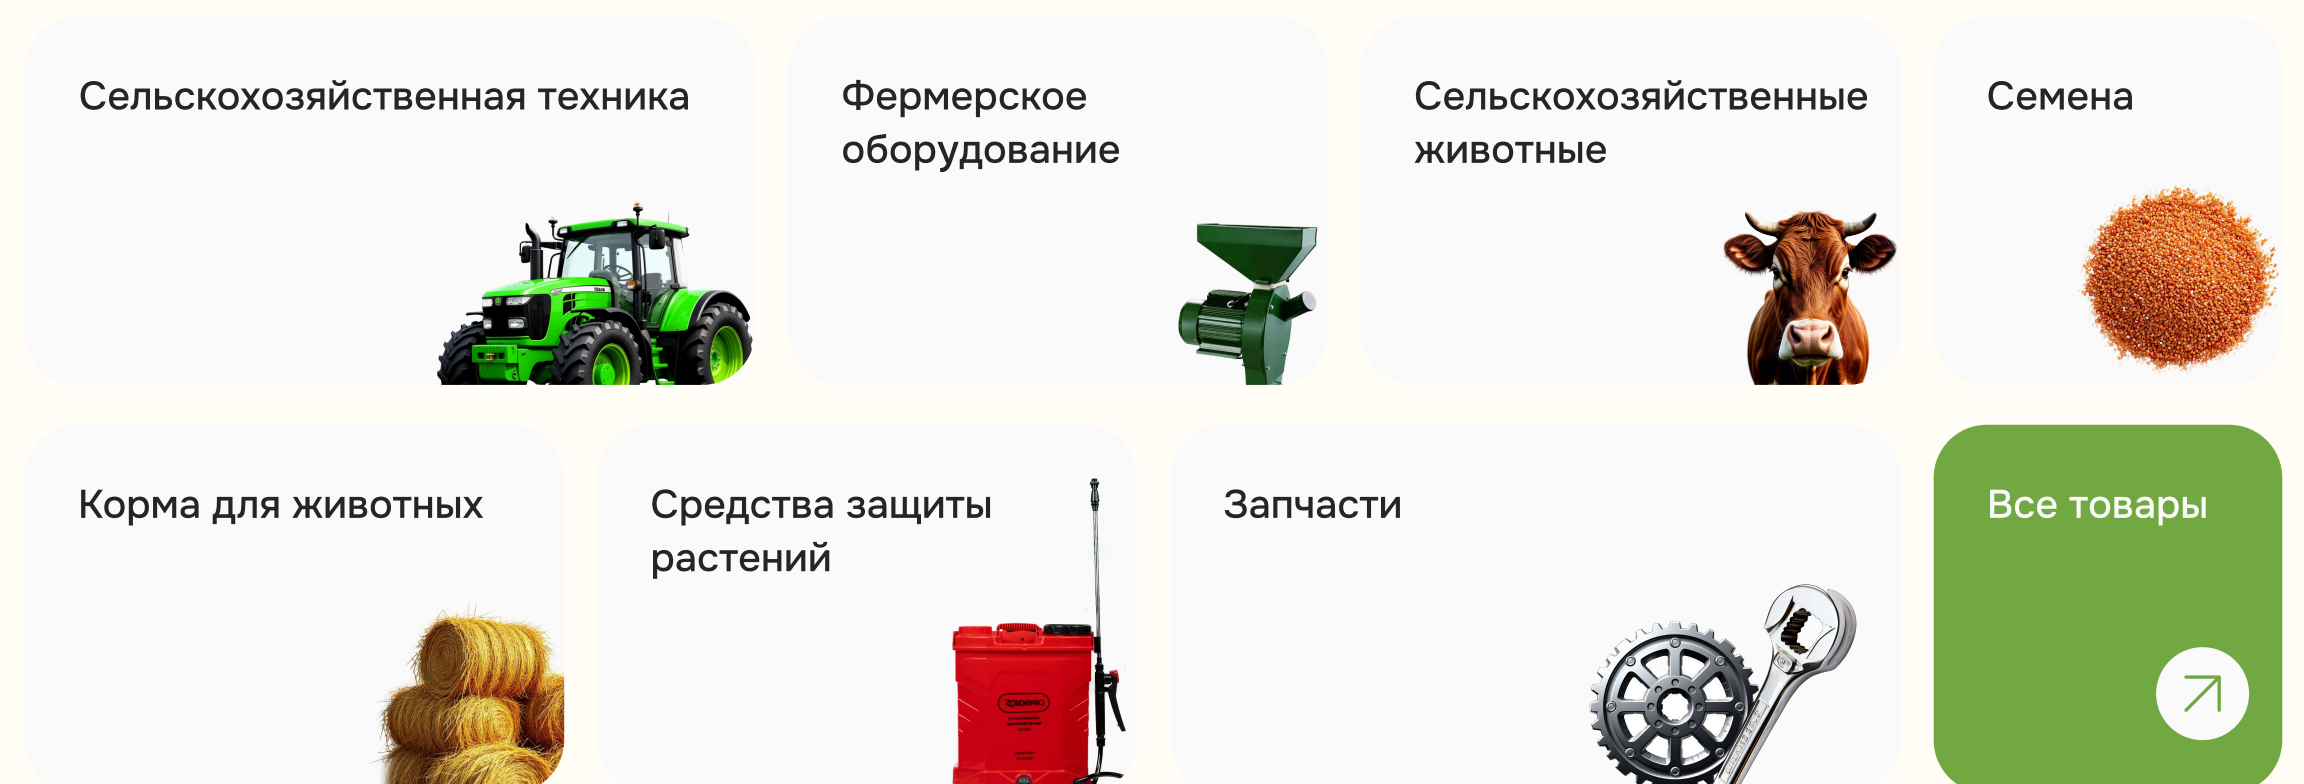 Сельскохозяйственная техника
Фермерское
оборудование
Сельскохозяйственные
животные
Семена
Корма для животных
Средства защиты
растений
Запчасти
Все товары